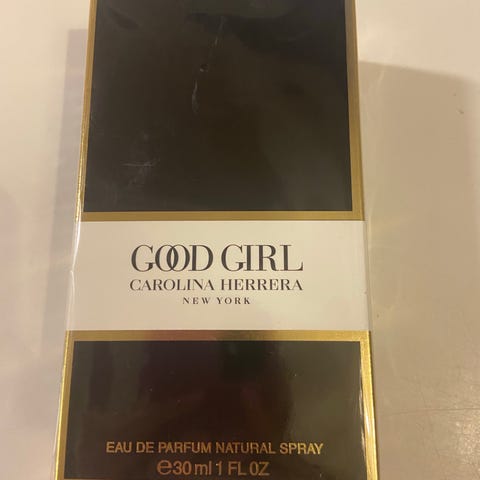 GOOD GIRL
CAROLINA HERRERA
NEW YORK
EAU DE PARFUM NATURAL SPRAY
℮30 ml 1 FL OZ